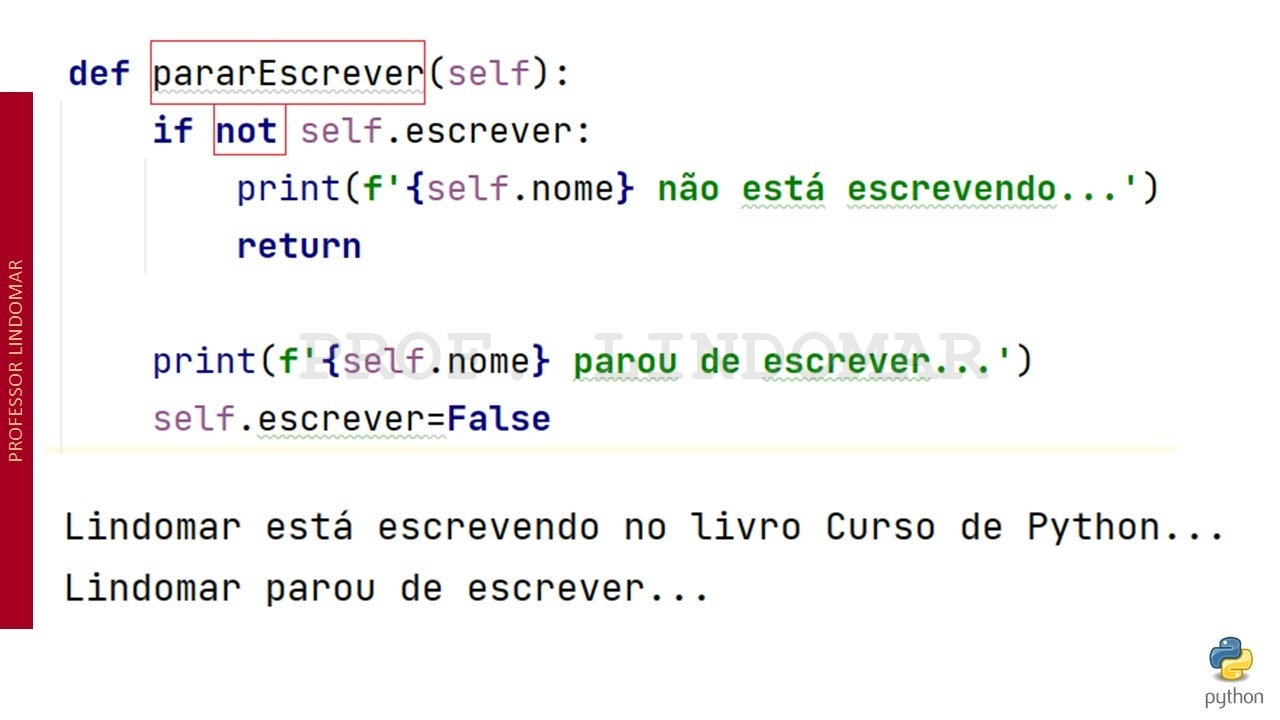 def pararEscrever(self):
if not self.escrever:
print(f'{self.nome} não está escrevendo...')
return
PROF. LINDOMAR
print(f'{self.nome} parou de escrever...')
self.escrever=False
Lindomar está escrevendo no livro Curso de Python...
Lindomar parou de escrever...
PROFESSOR LINDOMAR
python